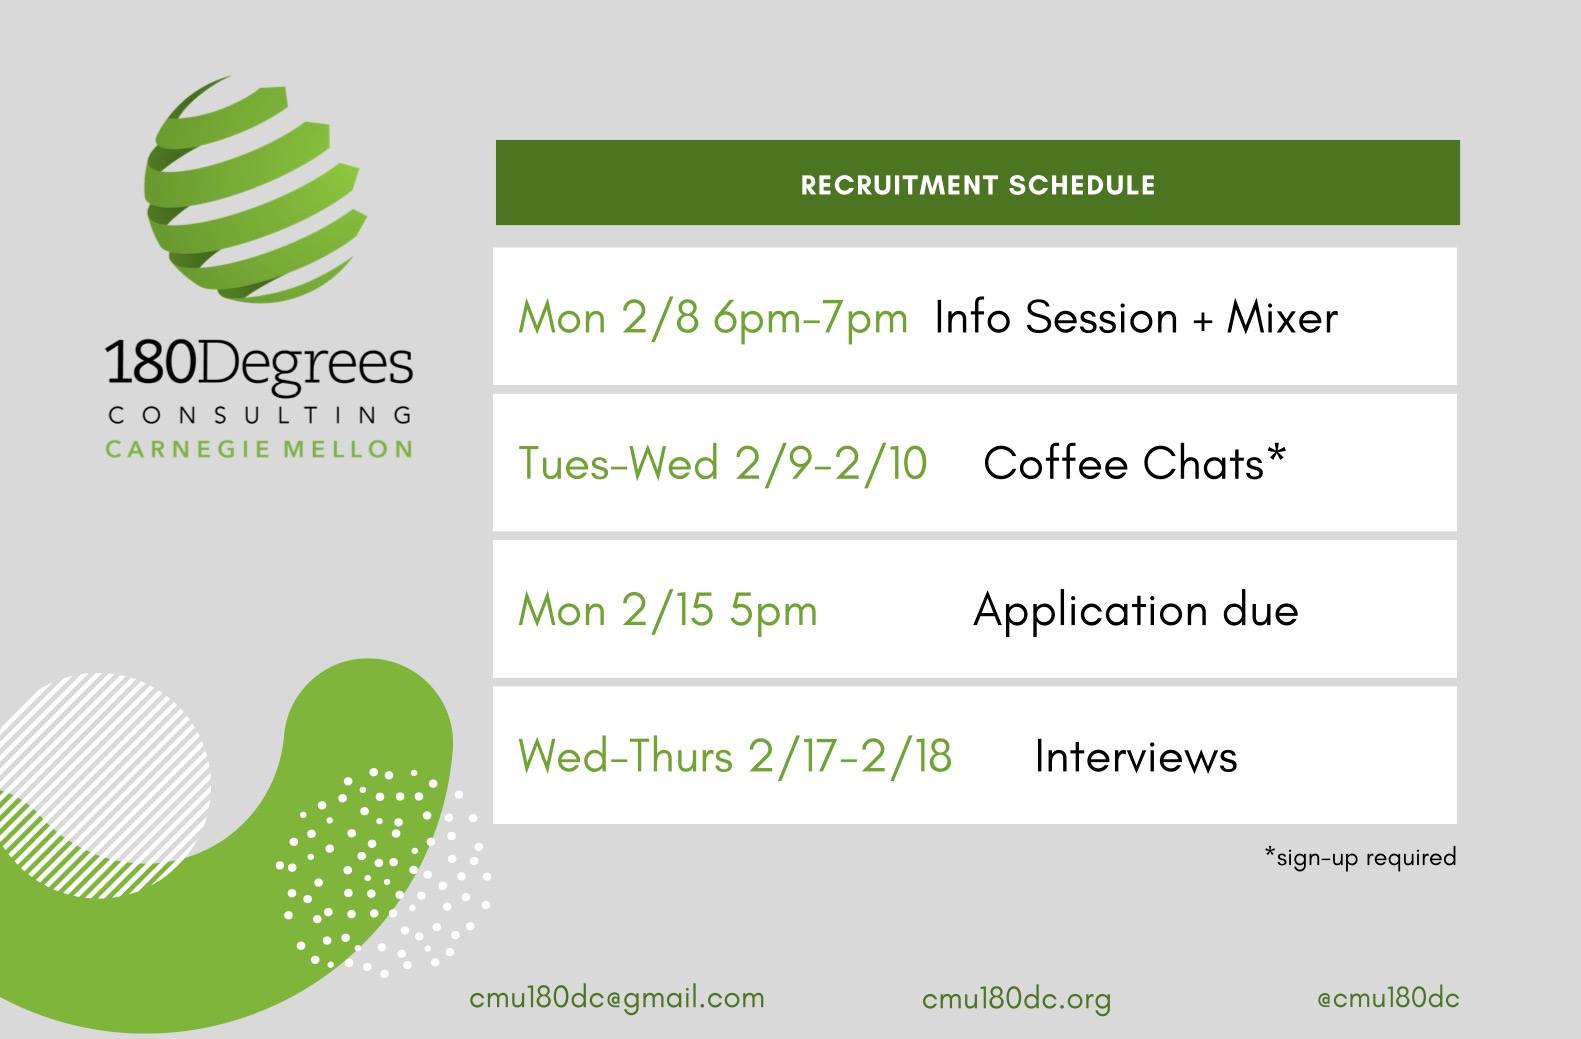 180Degrees
CONSULTING
CARNEGIE MELLON
RECRUITMENT SCHEDULE
Mon 2/8 6pm-7pm Info Session + Mixer
Tues-Wed 2/9-2/10 Coffee Chats*
Mon 2/15 5pm Application due
Wed-Thurs 2/17-2/18 Interviews
*sign-up required
cmu180dc@gmail.com cmu180dc.org @cmu180dc